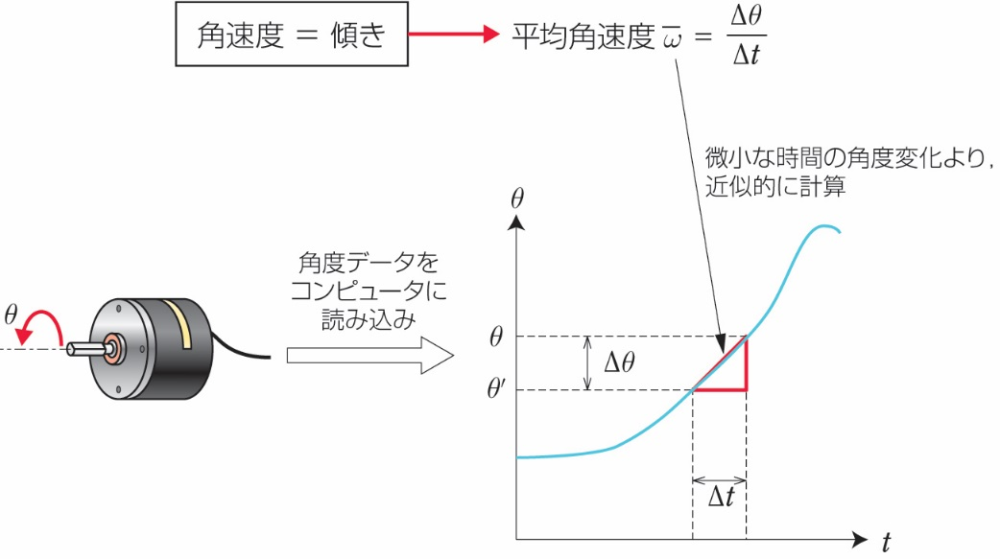 角速度 = 傾き
平均角速度 ω̄ = Δθ/Δt
微小な時間の角度変化より,
近似的に計算
θ
角度データを
コンピュータに
読み込み
θ
θ
Δθ
θ′
Δt
t